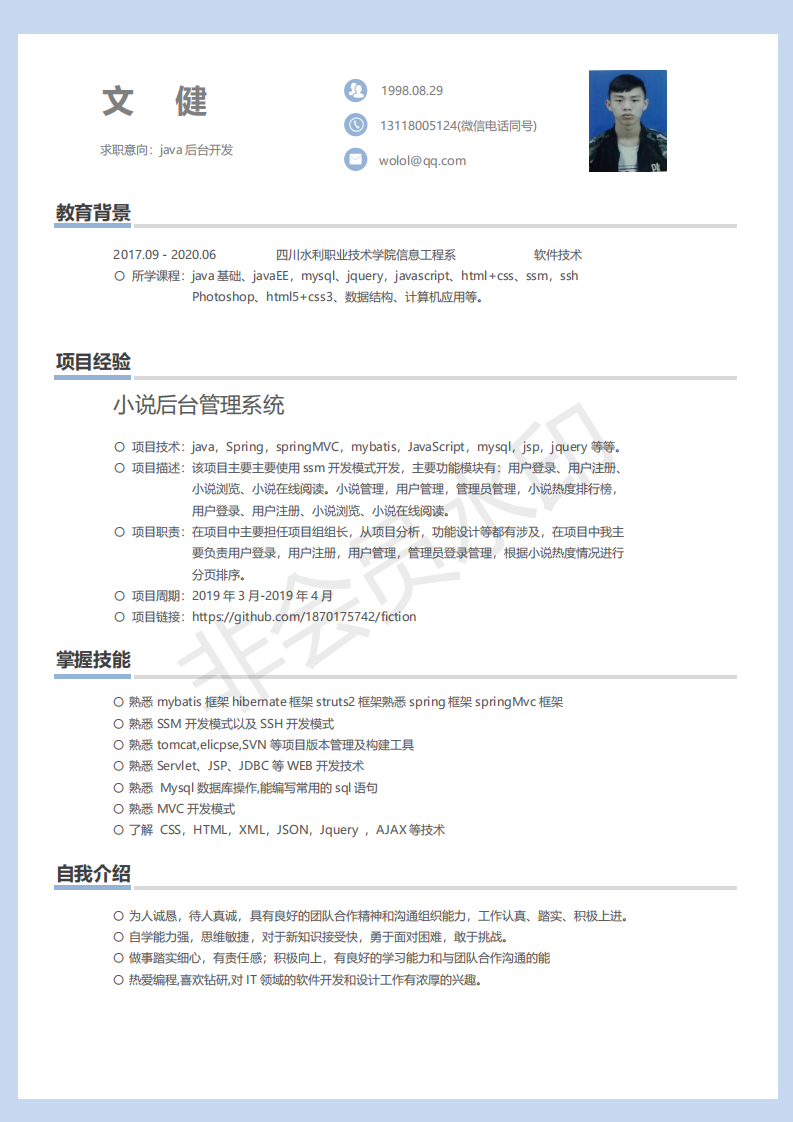 文 健
求职意向：java 后台开发
1998.08.29
13118005124(微信电话同号)
wolol@qq.com
教育背景
2017.09 - 2020.06 四川水利职业技术学院信息工程系 软件技术
〇 所学课程：java 基础、javaEE，mysql、jquery，javascript、html+css、ssm，ssh
Photoshop、html5+css3、数据结构、计算机应用等。
项目经验
小说后台管理系统
〇 项目技术：java，Spring，springMVC，mybatis，JavaScript，mysql，jsp，jquery 等等。
〇 项目描述：该项目主要主要使用 ssm 开发模式开发，主要功能模块有：用户登录、用户注册、
小说浏览、小说在线阅读。小说管理，用户管理，管理员管理，小说热度排行榜，
用户登录、用户注册、小说浏览、小说在线阅读。
〇 项目职责：在项目中主要担任项目组组长，从项目分析，功能设计等都有涉及，在项目中我主
要负责用户登录，用户注册，用户管理，管理员登录管理，根据小说热度情况进行
分页排序。
〇 项目周期：2019 年 3 月-2019 年 4 月
〇 项目链接：https://github.com/1870175742/fiction
掌握技能
〇 熟悉 mybatis 框架 hibernate 框架 struts2 框架熟悉 spring 框架 springMvc 框架
〇 熟悉 SSM 开发模式以及 SSH 开发模式
〇 熟悉 tomcat,elicpse,SVN 等项目版本管理及构建工具
〇 熟悉 Servlet、JSP、JDBC 等 WEB 开发技术
〇 熟悉 Mysql 数据库操作,能编写常用的 sql 语句
〇 熟悉 MVC 开发模式
〇 了解 CSS，HTML，XML，JSON，Jquery ，AJAX 等技术
自我介绍
〇 为人诚恳，待人真诚，具有良好的团队合作精神和沟通组织能力，工作认真、踏实、积极上进。
〇 自学能力强，思维敏捷，对于新知识接受快，勇于面对困难，敢于挑战。
〇 做事踏实细心，有责任感；积极向上，有良好的学习能力和与团队合作沟通的能
〇 热爱编程,喜欢钻研,对 IT 领域的软件开发和设计工作有浓厚的兴趣。
非会员水印